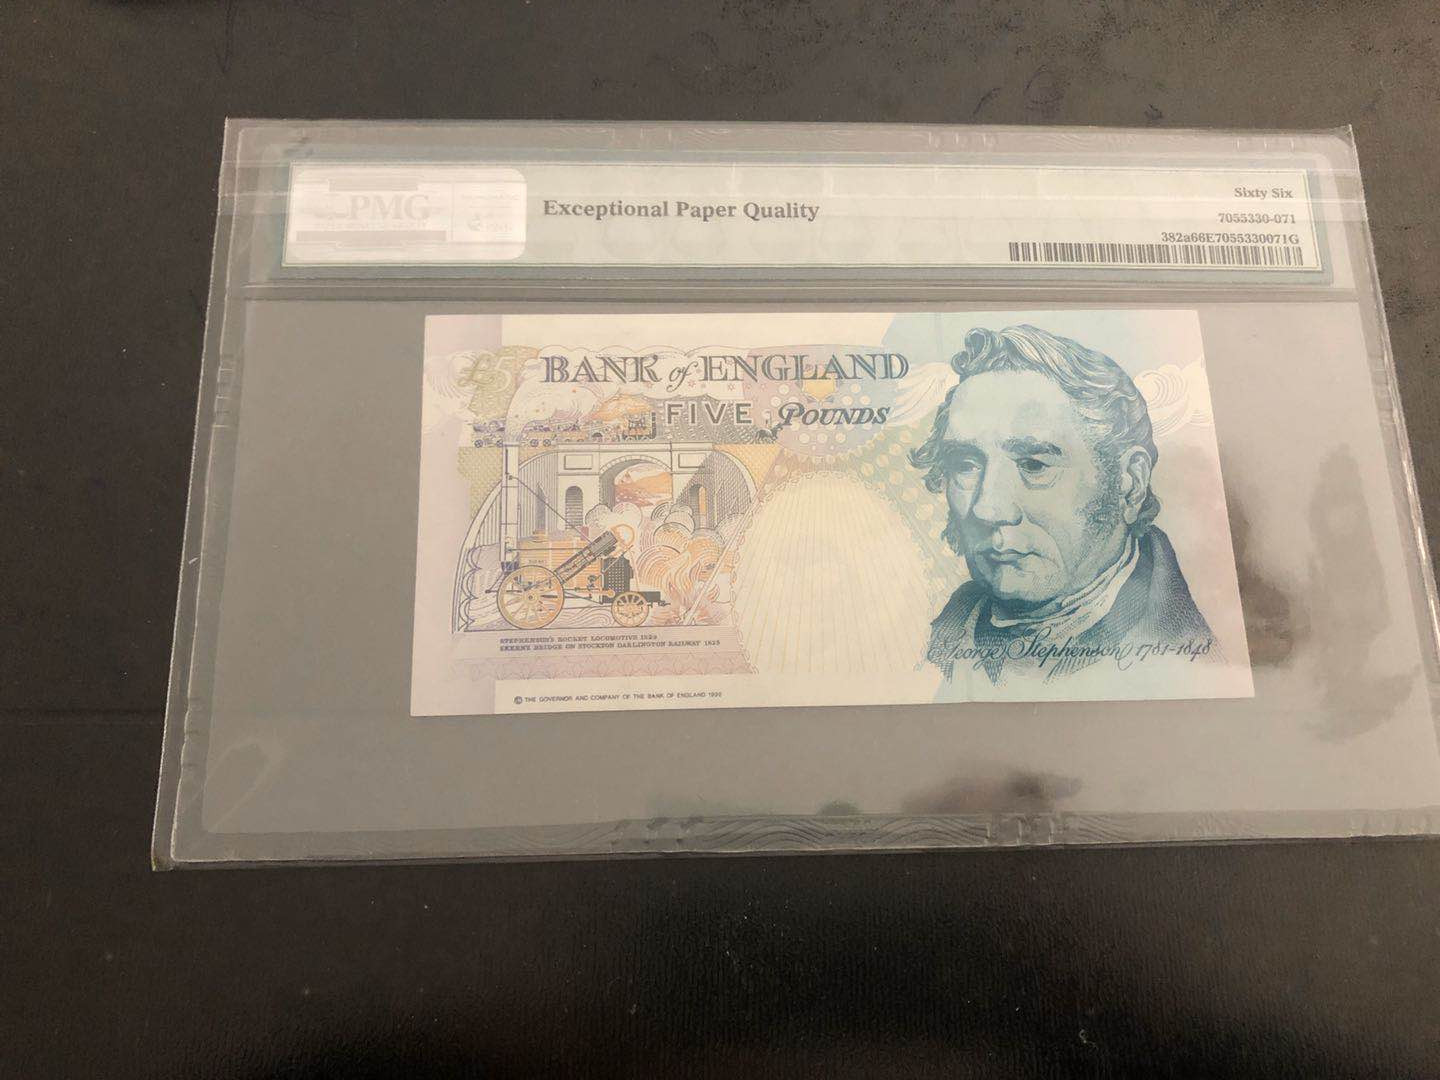 PMG
Exceptional Paper Quality
Sixty Six
7055330-071
382a66E7055330071G
£5
BANK of ENGLAND
FIVE POUNDS
STEPHENSON'S ROCKET LOCOMOTIVE 1829
SKERNE BRIDGE ON STOCKTON DARLINGTON RAILWAY 1825
George Stephenson 1781-1848
© THE GOVERNOR AND COMPANY OF THE BANK OF ENGLAND 1990